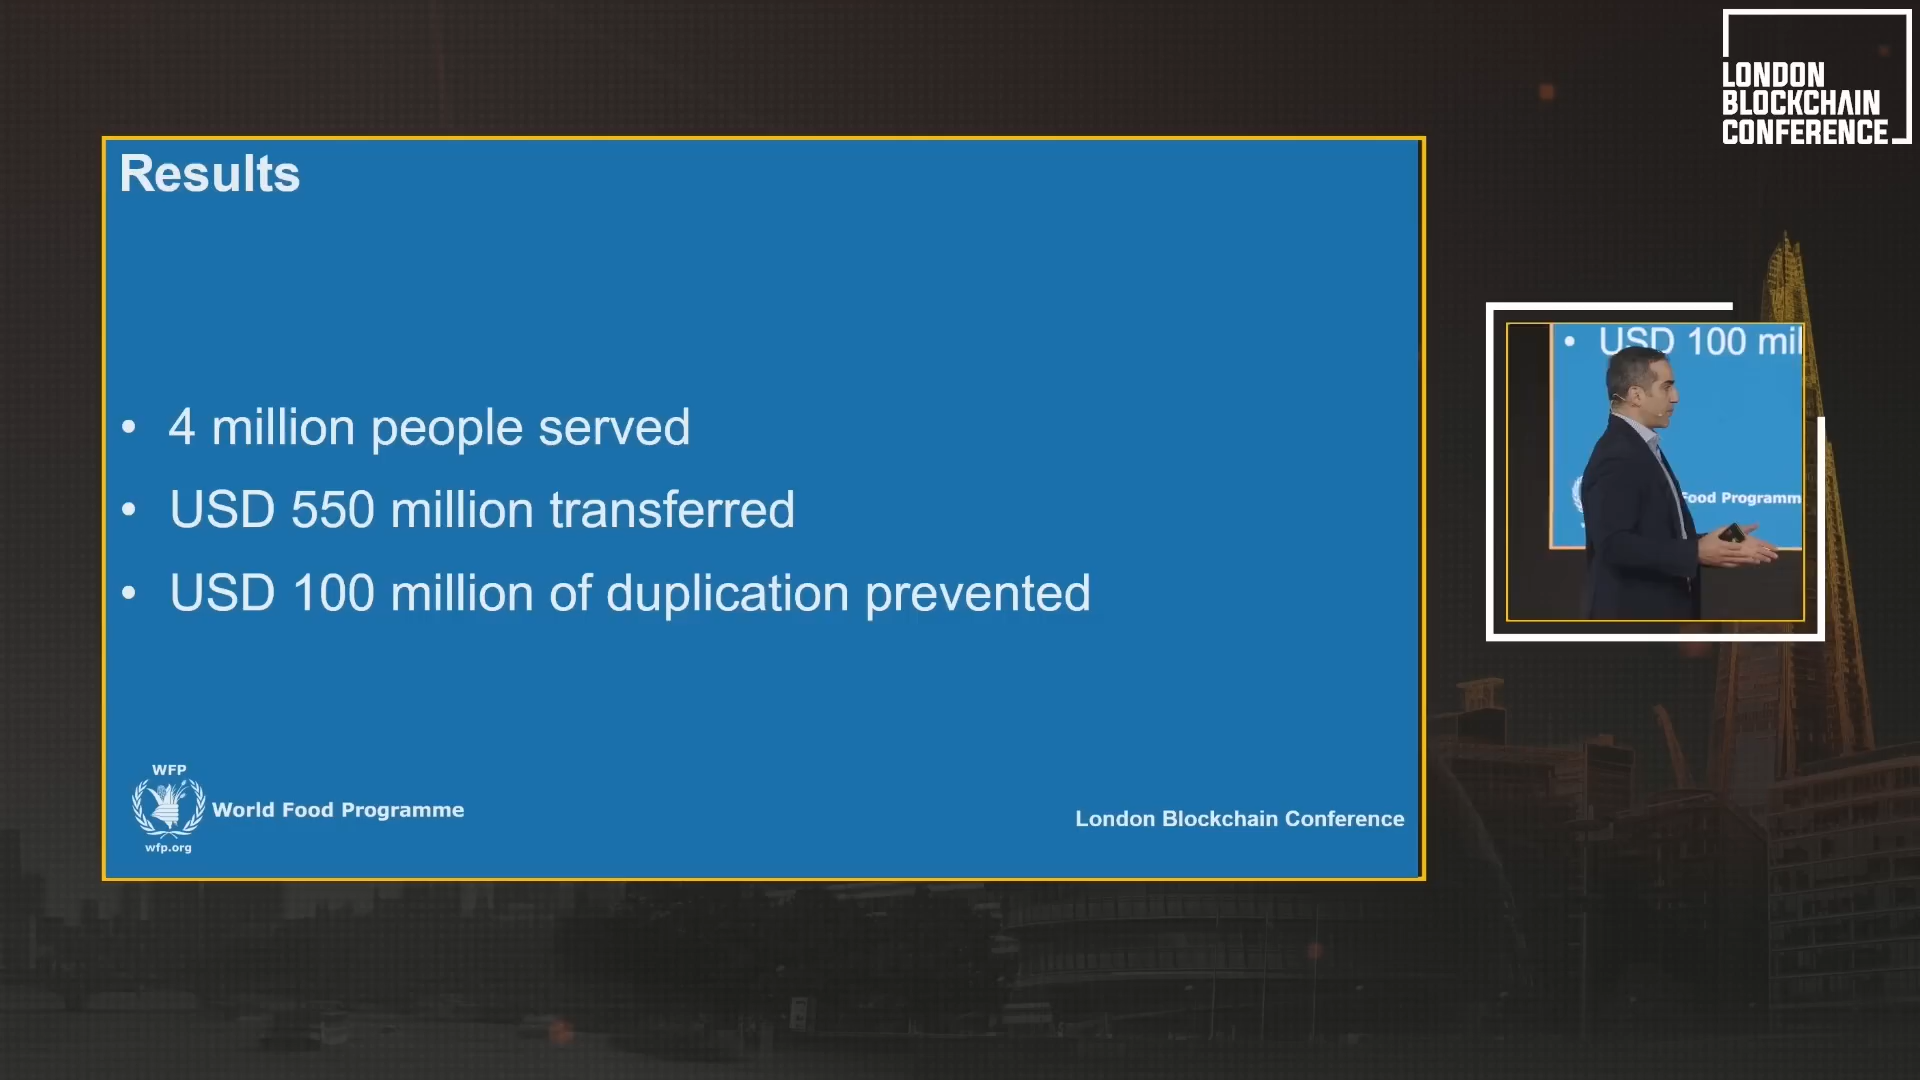 LONDON
BLOCKCHAIN
CONFERENCE
Results
• 4 million people served
• USD 550 million transferred
• USD 100 million of duplication prevented
WFP
World Food Programme
wfp.org
London Blockchain Conference
• USD 100 mil
Food Programm